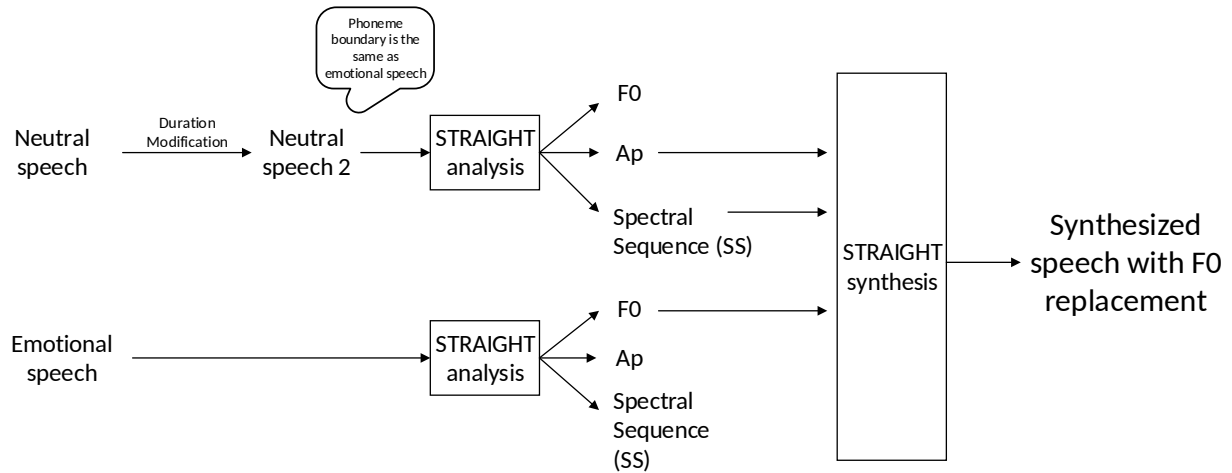 Phoneme
boundary is the
same as
emotional speech
Neutral
speech
Duration
Modification
Neutral
speech 2
STRAIGHT
analysis
F0
Ap
Spectral
Sequence (SS)
STRAIGHT
synthesis
Synthesized
speech with F0
replacement
Emotional
speech
STRAIGHT
analysis
F0
Ap
Spectral
Sequence
(SS)